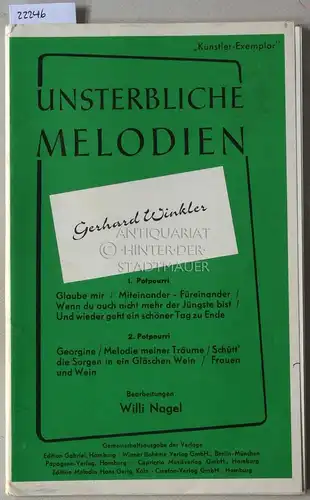 22246
„Künstler-Exemplar"
UNSTERBLICHE
MELODIEN
Gerhard Winkler
ANTIQUARIAT
© HINTER DER
STADTMAUER
1. Potpourri
Glaube mir / Miteinander - Füreinander /
Wenn du auch nicht mehr der Jüngste bist /
Und wieder geht ein schöner Tag zu Ende
2. Potpourri
Georgine / Melodie meiner Träume / Schütt'
die Sorgen in ein Gläschen Wein / Frauen
und Wein
Bearbeitungen
Willi Nagel
Gemeinschaftsausgabe der Verlage
Edition Gabriel, Hamburg · Wiener Bohème Verlag GmbH., Berlin-München
Papageno-Verlag, Hamburg · Capriccio Musikverlag GmbH., Hamburg
Edition Melodia Hans Gerig, Köln · Curator-Verlag GmbH., Hamburg